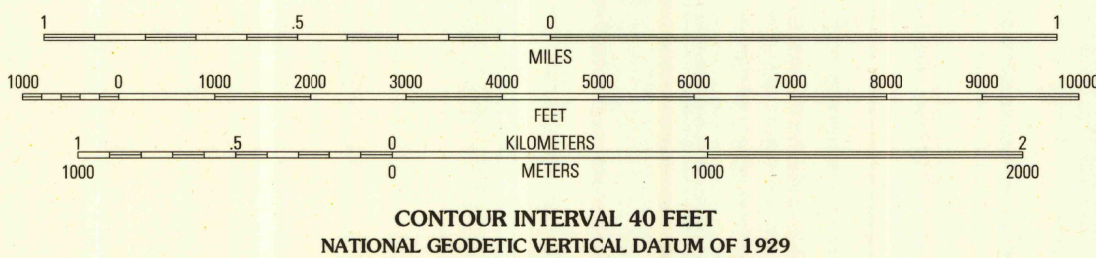 1 .5 0 1
MILES
1000 0 1000 2000 3000 4000 5000 6000 7000 8000 9000 10000
FEET
1 .5 0 KILOMETERS 1 2
1000 0 METERS 1000 2000
CONTOUR INTERVAL 40 FEET
NATIONAL GEODETIC VERTICAL DATUM OF 1929